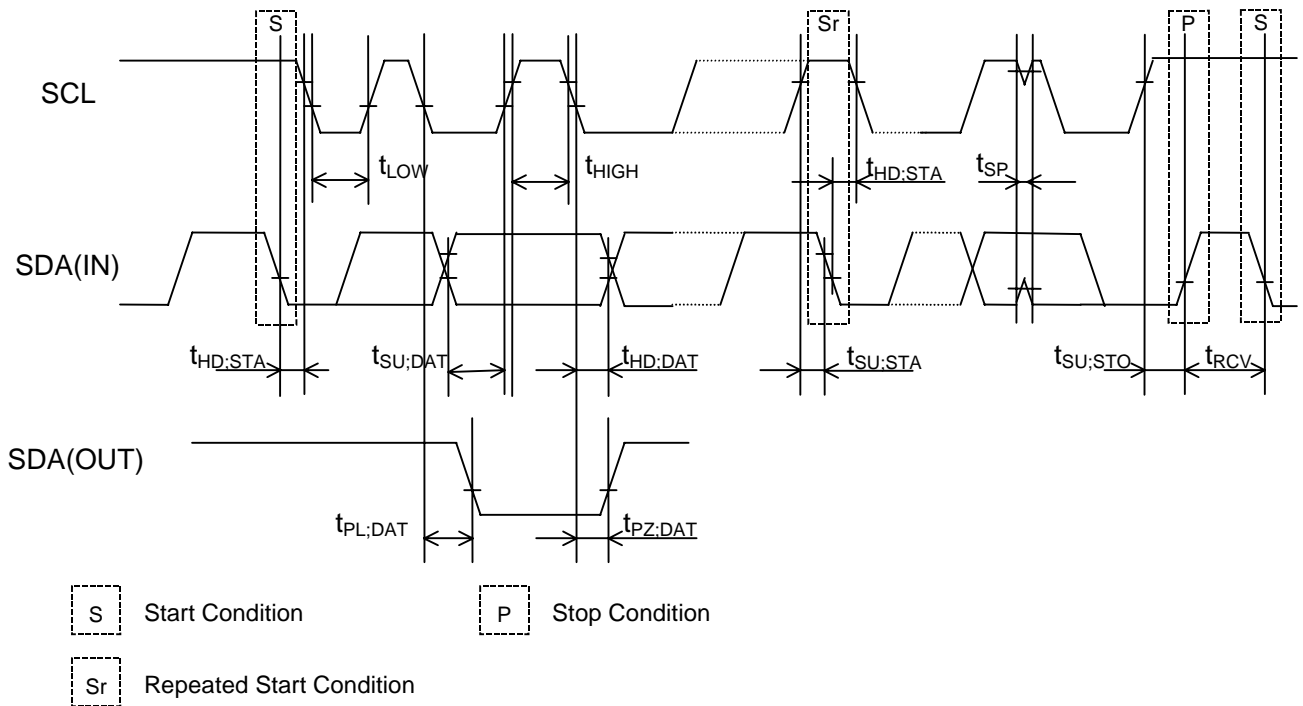 S Sr P S
SCL
tLOW tHIGH tHD;STA tSP
SDA(IN)
tHD;STA tSU;DAT tHD;DAT tSU;STA tSU;STO tRCV
SDA(OUT)
tPL;DAT tPZ;DAT
S Start Condition P Stop Condition
Sr Repeated Start Condition